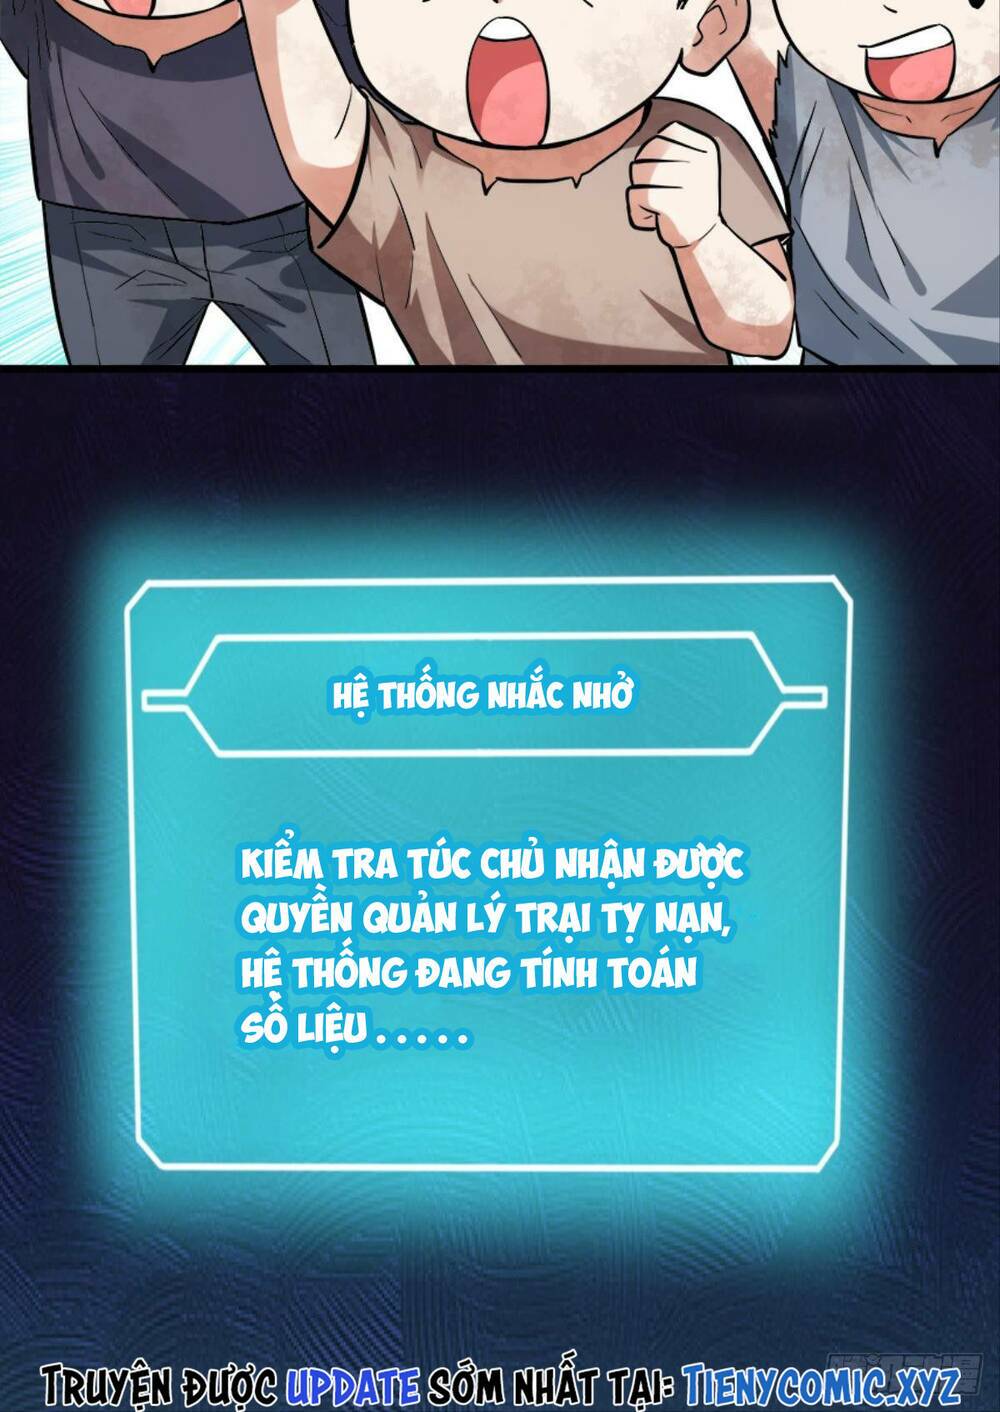 HỆ THỐNG NHẮC NHỞ
KIỂM TRA TÚC CHỦ NHẬN ĐƯỢC
QUYỀN QUẢN LÝ TRẠI TỴ NẠN,
HỆ THỐNG ĐANG TÍNH TOÁN
SỐ LIỆU.....
TRUYỆN ĐƯỢC UPDATE SỚM NHẤT TẠI: TIENYCOMIC.XYZ